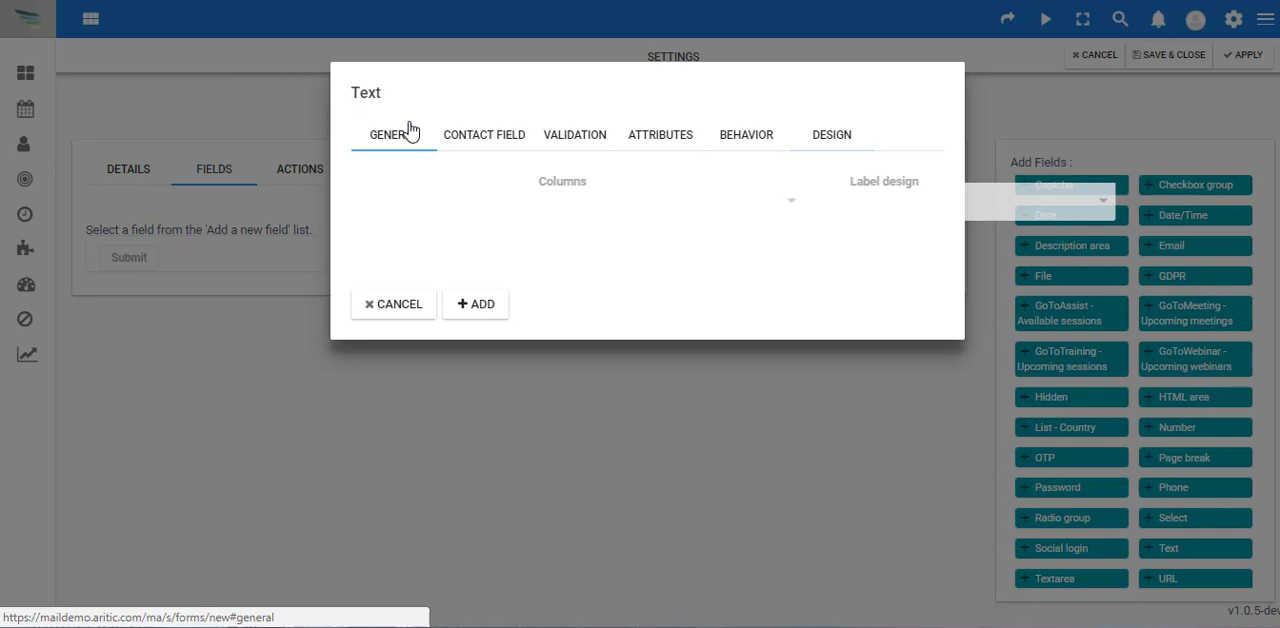 SETTINGS
CANCEL
SAVE & CLOSE
APPLY
Text
GENER
CONTACT FIELD
VALIDATION
ATTRIBUTES
BEHAVIOR
DESIGN
Columns
Label design
CANCEL
ADD
DETAILS
FIELDS
ACTIONS
Select a field from the 'Add a new field' list.
Submit
Add Fields :
Captcha
Checkbox group
Date
Date/Time
Description area
Email
File
GDPR
GoToAssist -
Available sessions
GoToMeeting -
Upcoming meetings
GoToTraining -
Upcoming sessions
GoToWebinar -
Upcoming webinars
Hidden
HTML area
List - Country
Number
OTP
Page break
Password
Phone
Radio group
Select
Social login
Text
Textarea
URL
v1.0.5-dev
https://maildemo.aritic.com/ma/s/forms/new#general